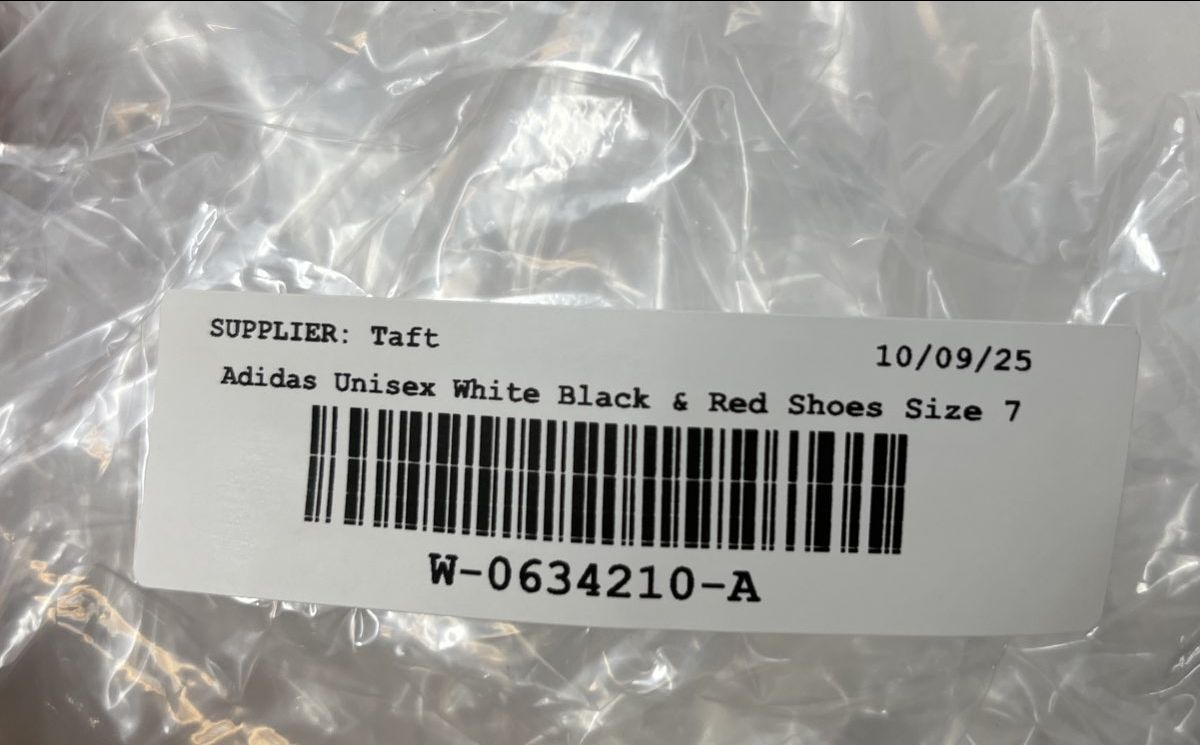 SUPPLIER: Taft
10/09/25
Adidas Unisex White Black & Red Shoes Size 7
W-0634210-A